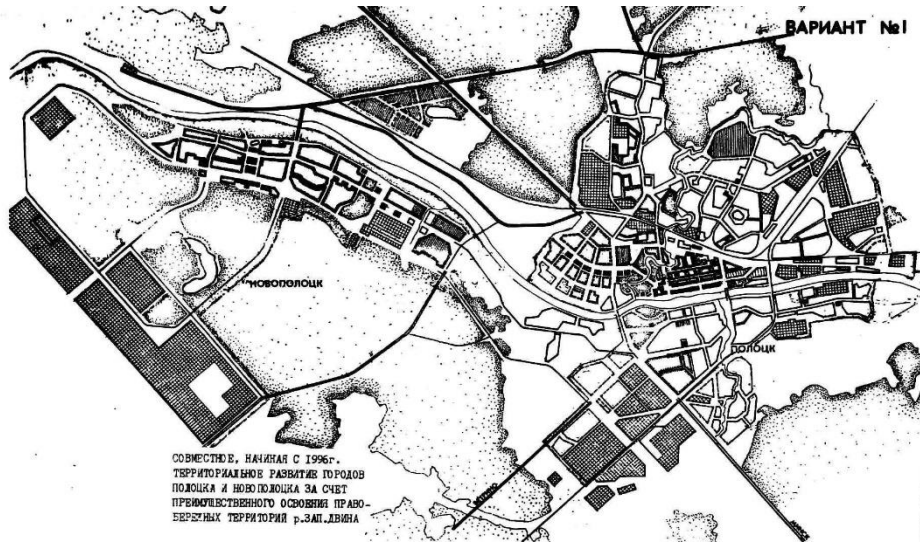 ВАРИАНТ №1
НОВОПОЛОЦК
ПОЛОЦК
СОВМЕСТНОЕ, НАЧИНАЯ С 1996г.
ТЕРРИТОРИАЛЬНОЕ РАЗВИТИЕ ГОРОДОВ
ПОЛОЦКА И НОВОПОЛОЦКА ЗА СЧЕТ
ПРЕИМУЩЕСТВЕННОГО ОСВОЕНИЯ ПРАВО-
БЕРЕЖНЫХ ТЕРРИТОРИЙ р.ЗАП.ДВИНА